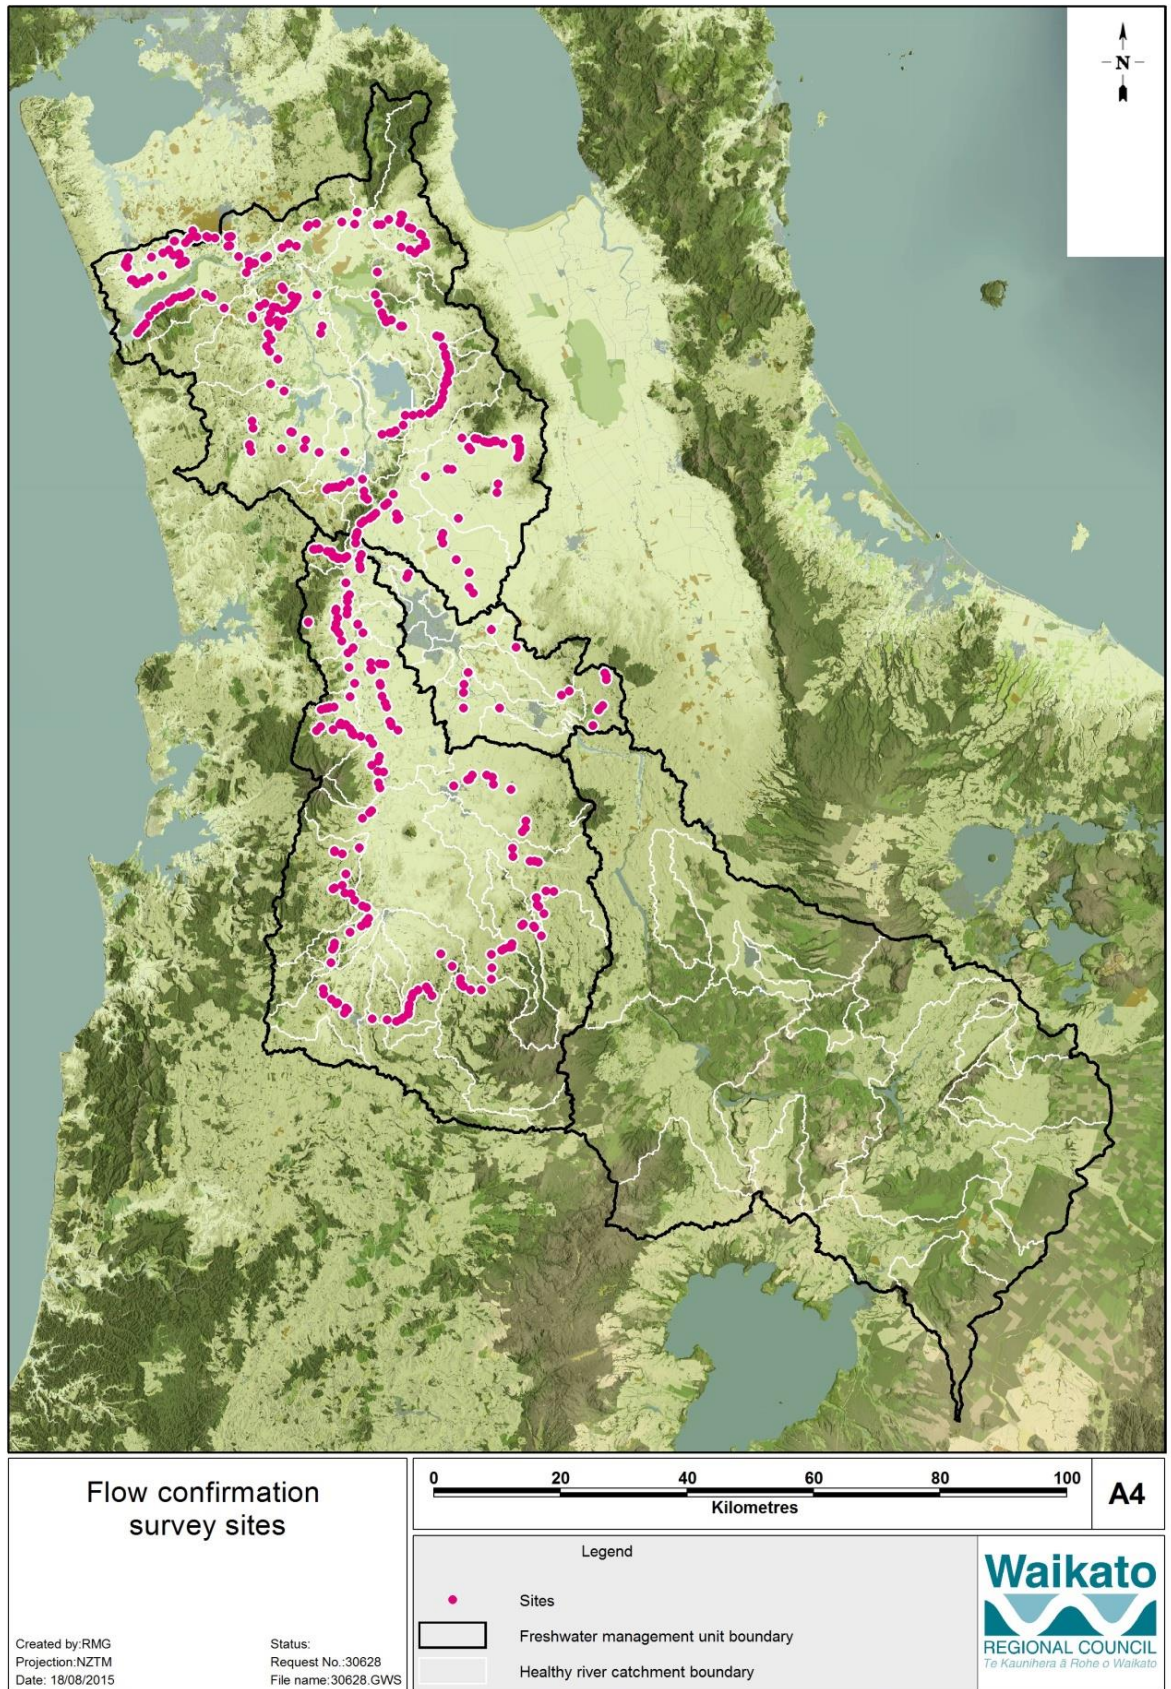 N
Flow confirmation
survey sites
Created by:RMG
Projection:NZTM
Date: 18/08/2015
Status:
Request No.:30628
File name:30628.GWS
0 20 40 60 80 100
Kilometres
A4
Legend
Sites
Freshwater management unit boundary
Healthy river catchment boundary
Waikato
REGIONAL COUNCIL
Te Kaunihera ā Rohe o Waikato